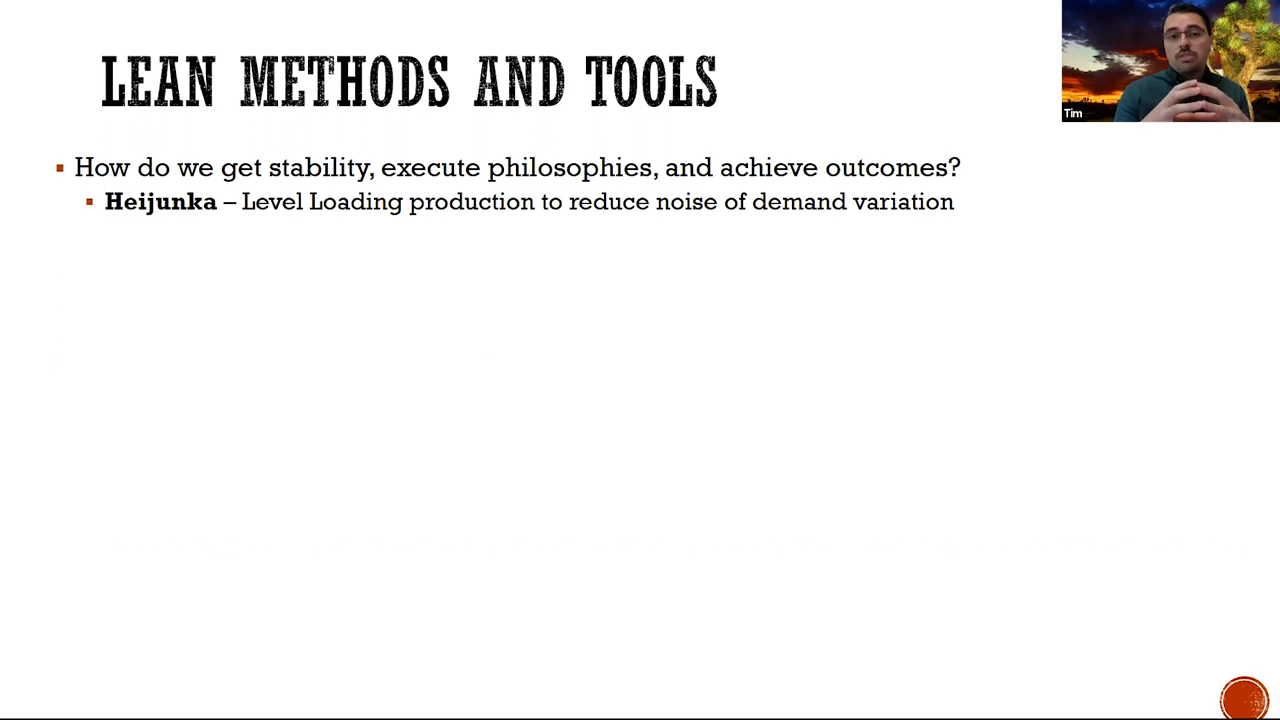 LEAN METHODS AND TOOLS
Tim
How do we get stability, execute philosophies, and achieve outcomes?
Heijunka – Level Loading production to reduce noise of demand variation